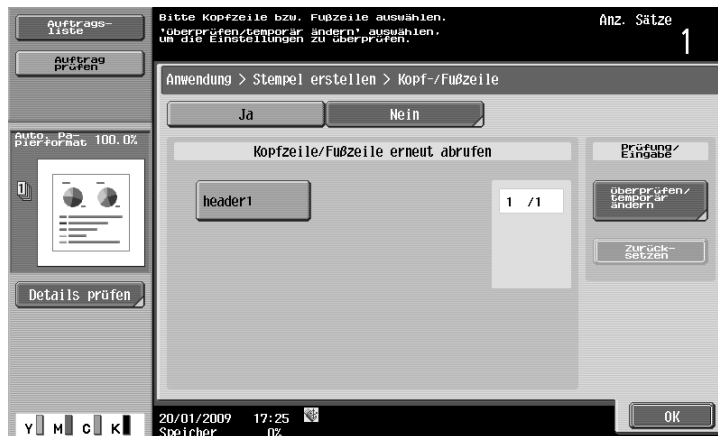 Auftrags-
liste
Auftrag
prüfen
Bitte Kopfzeile bzw. Fußzeile auswählen.
'Überprüfen/temporär ändern' auswählen,
um die Einstellungen zu überprüfen.
Anz. Sätze
1
Anwendung > Stempel erstellen > Kopf-/Fußzeile
Ja
Nein
Auto. Pa-
pierformat 100.0%
1
Kopfzeile/Fußzeile erneut abrufen
header1
1 /1
Prüfung/
Eingabe
Überprüfen/
temporär
ändern
Zurück-
setzen
Details prüfen
Y M C K
20/01/2009 17:25
Speicher 0%
OK